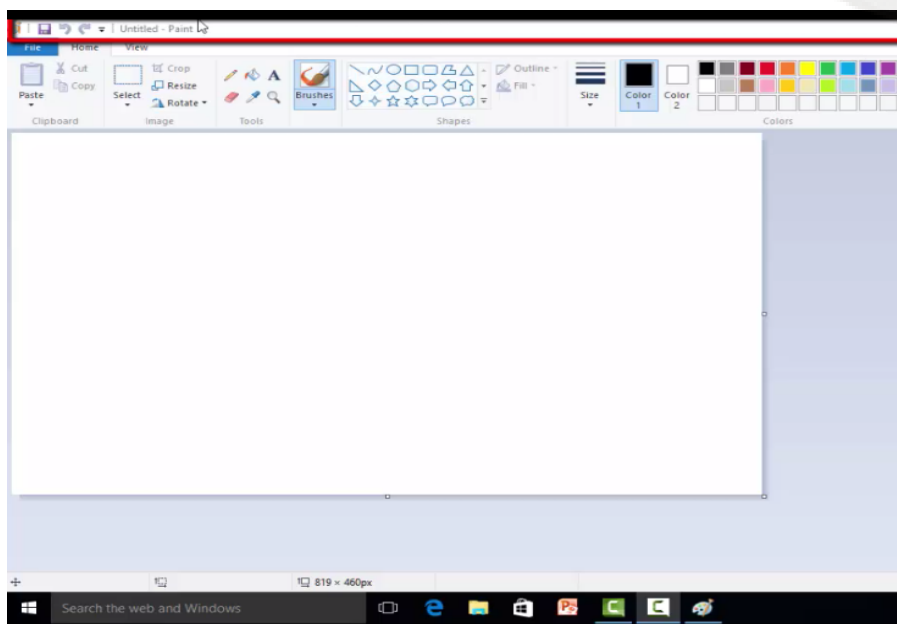 Untitled - Paint
File Home View
Cut Crop Outline
Copy Resize Fill
Paste Select Rotate A Brushes Size Color 1 Color 2
Clipboard Image Tools Shapes Colors
819 × 460px
Search the web and Windows